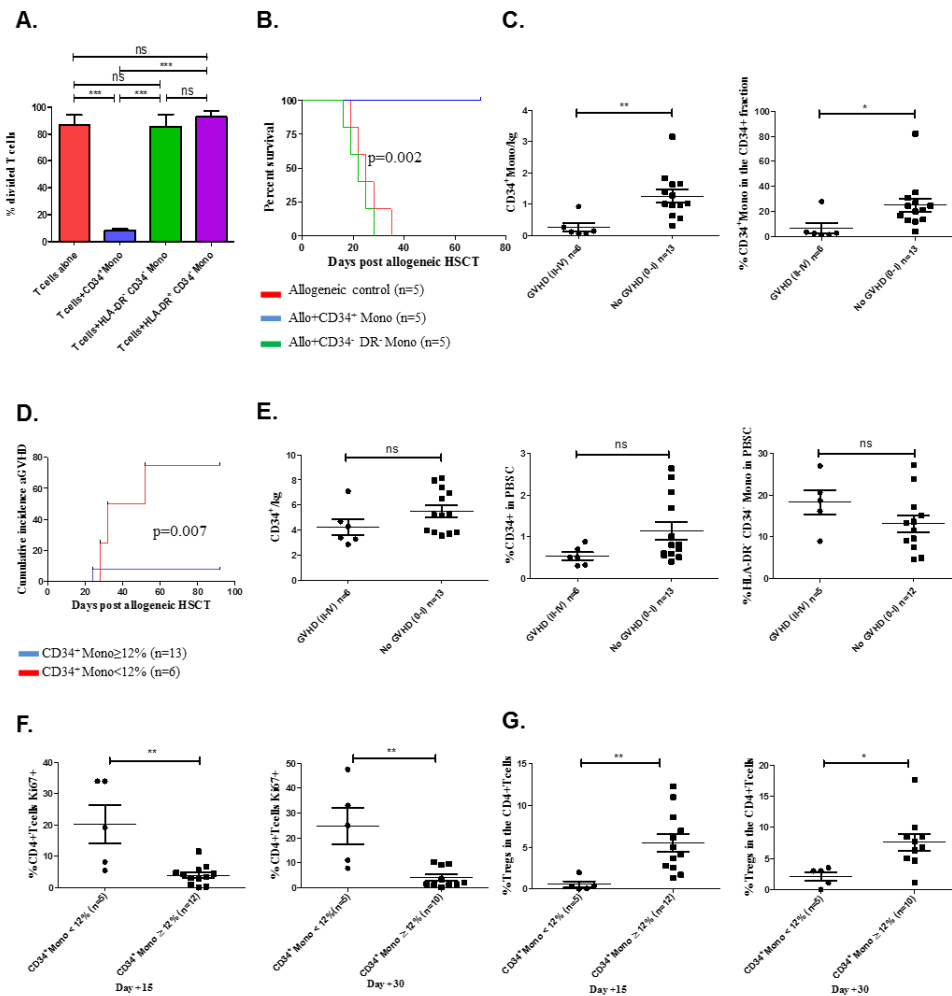 A.
ns
***
ns
*** *** ns
% divided T cells
100
80
60
40
20
0
T cells alone
T cells+CD34⁺Mono
T cells+HLA-DR⁻ CD34⁻ Mono
T cells+HLA-DR⁺ CD34⁻ Mono
B.
Percent survival
100
75
50
25
0
p=0.002
0 20 40 60 80
Days post allogeneic HSCT
Allogeneic control (n=5)
Allo+CD34⁺ Mono (n=5)
Allo+CD34⁻ DR⁻ Mono (n=5)
C.
**
CD34⁺Mono/kg
4
3
2
1
0
GVHD (II-IV) n=6
No GVHD (0-I) n=13
*
%CD34⁺Mono in the CD34+ fraction
100
80
60
40
20
0
GVHD (II-IV) n=6
No GVHD (0-I) n=13
D.
Cumulative incidence aGVHD
80
60
40
20
0
p=0.007
0 20 40 60 80 100
Days post allogeneic HSCT
CD34⁺ Mono≥12% (n=13)
CD34⁺ Mono<12% (n=6)
E.
ns
CD34⁺/kg
10
8
6
4
2
0
GVHD (II-IV) n=6
No GVHD (0-I) n=13
ns
%CD34+ in PBSC
3
2
1
0
GVHD (II-IV) n=6
No GVHD (0-I) n=13
ns
%HLA-DR⁻ CD34⁻ Mono in PBSC
30
20
10
0
GVHD (II-IV) n=5
No GVHD (0-I) n=12
F.
**
%CD4+Tcells Ki67+
50
40
30
20
10
0
CD34⁺Mono < 12% (n=5)
CD34⁺Mono ≥ 12% (n=12)
Day +15
**
%CD4+Tcells Ki67+
50
40
30
20
10
0
CD34⁺Mono < 12%(n=5)
CD34⁺Mono ≥ 12% (n=10)
Day +30
G.
**
%Tregs in the CD4+Tcells
15
10
5
0
CD34⁺Mono < 12% (n=5)
CD34⁺Mono ≥ 12% (n=12)
Day +15
*
%Tregs in the CD4+Tcells
20
15
10
5
0
CD34⁺Mono < 12% (n=5)
CD34⁺Mono ≥ 12% (n=10)
Day +30